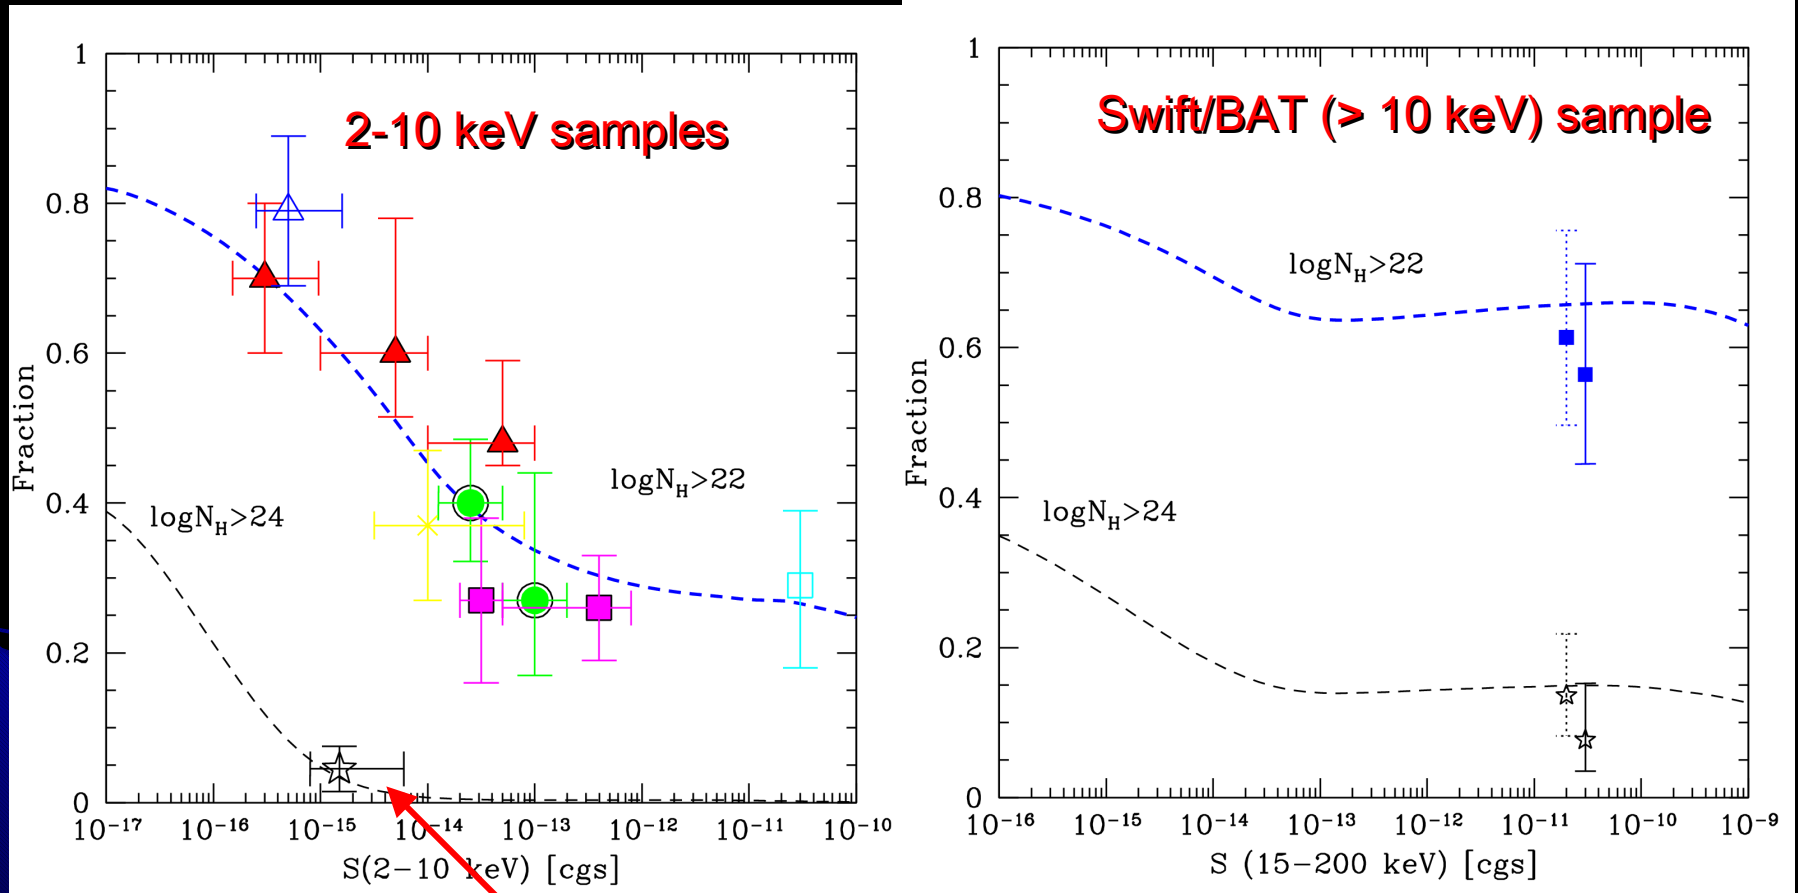 2-10 keV samples
1
0.8
0.6
0.4
0.2
0
Fraction
logN_H>22
logN_H>24
10^-17 10^-16 10^-15 10^-14 10^-13 10^-12 10^-11 10^-10
S(2-10 keV) [cgs]
Swift/BAT (> 10 keV) sample
1
0.8
0.6
0.4
0.2
0
Fraction
logN_H>22
logN_H>24
10^-16 10^-15 10^-14 10^-13 10^-12 10^-11 10^-10 10^-9
S (15-200 keV) [cgs]